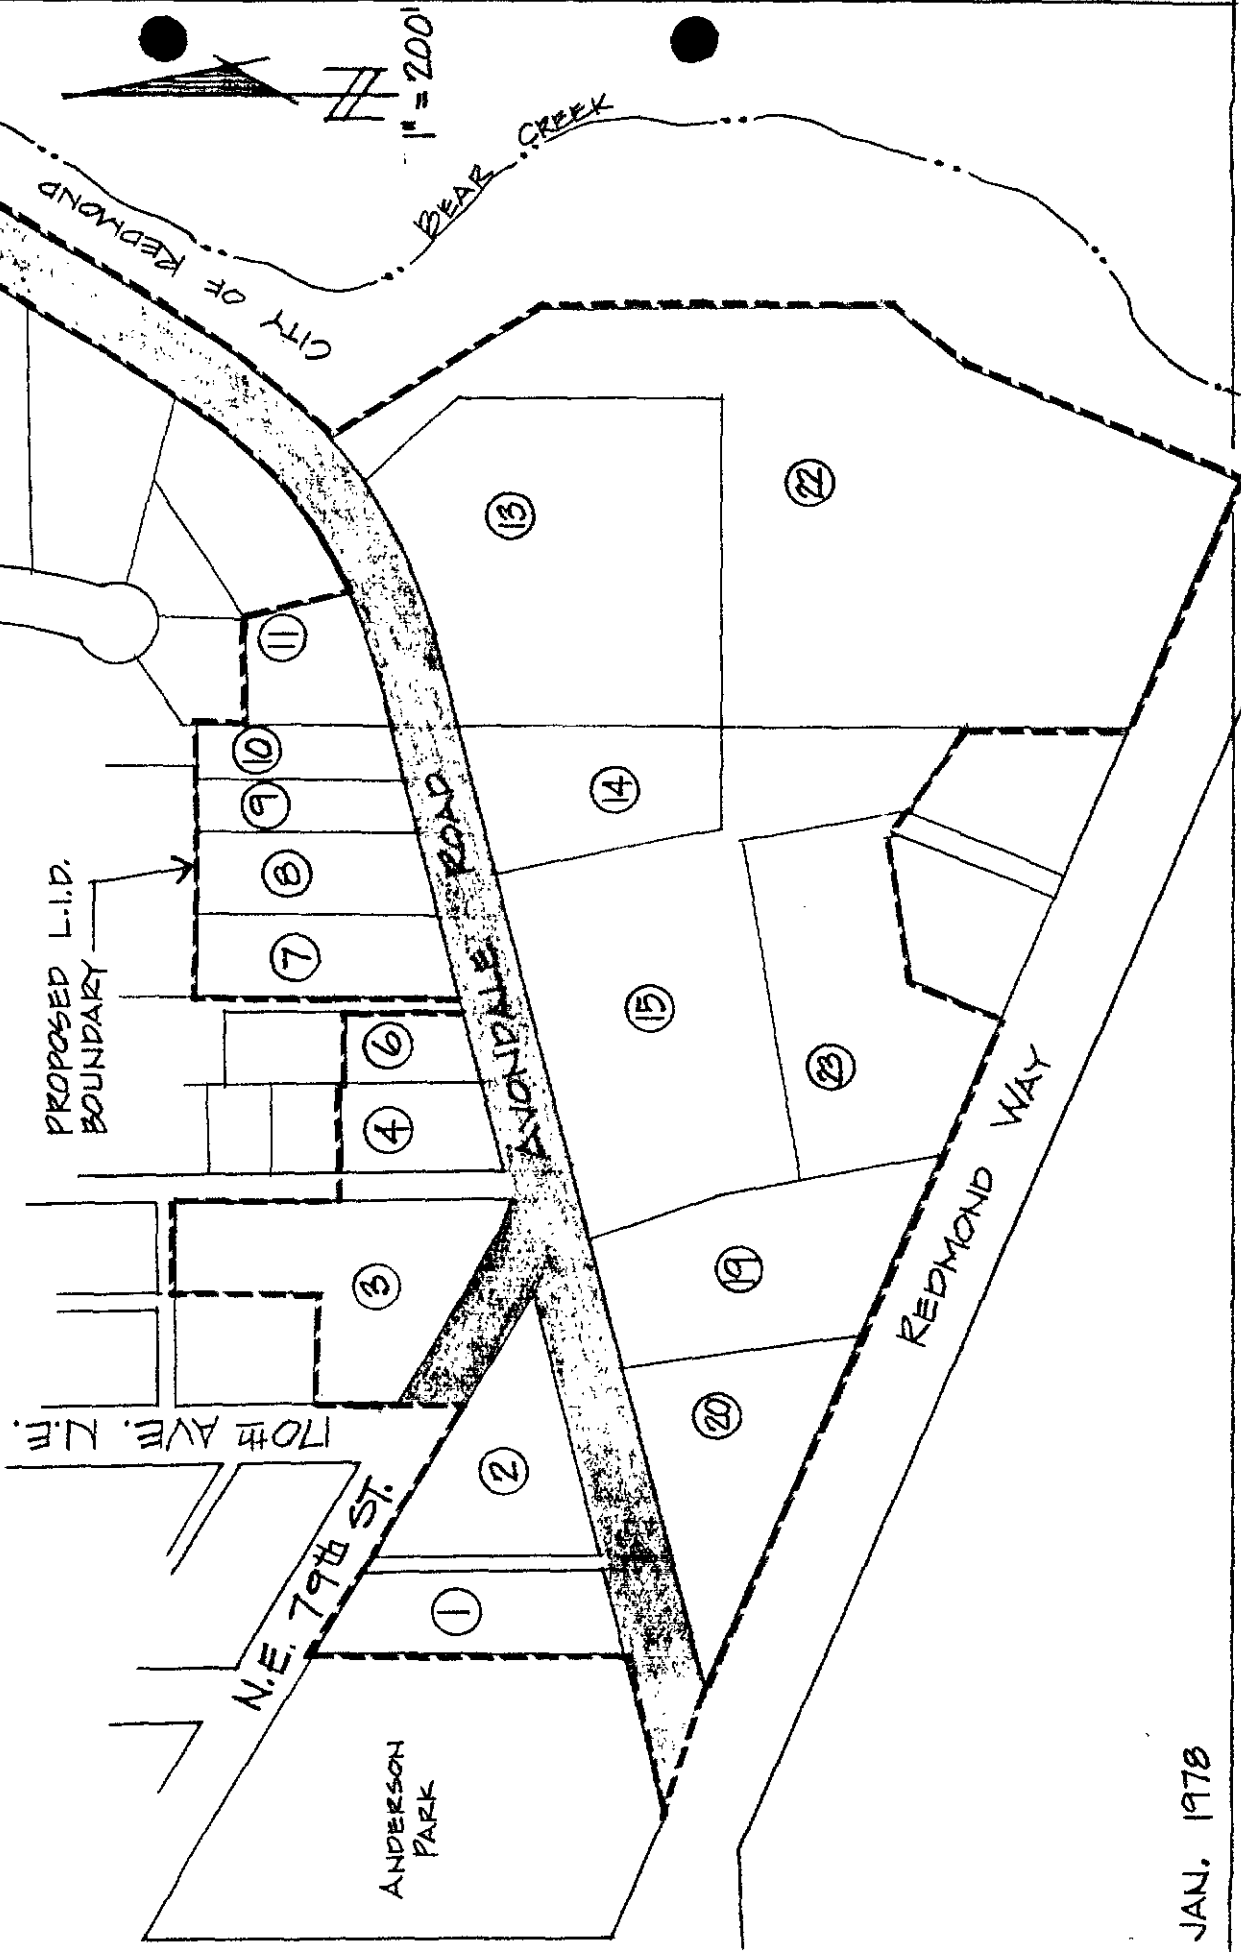 PROPOSED L.I.D.
BOUNDARY
CITY OF REDMOND
BEAR CREEK
1" = 200'
170th AVE. N.E.
N.E. 79th ST.
AVONDALE ROAD
REDMOND WAY
ANDERSON
PARK
1
2
3
4
6
7
8
9
10
11
13
14
15
19
20
22
23
JAN. 1978